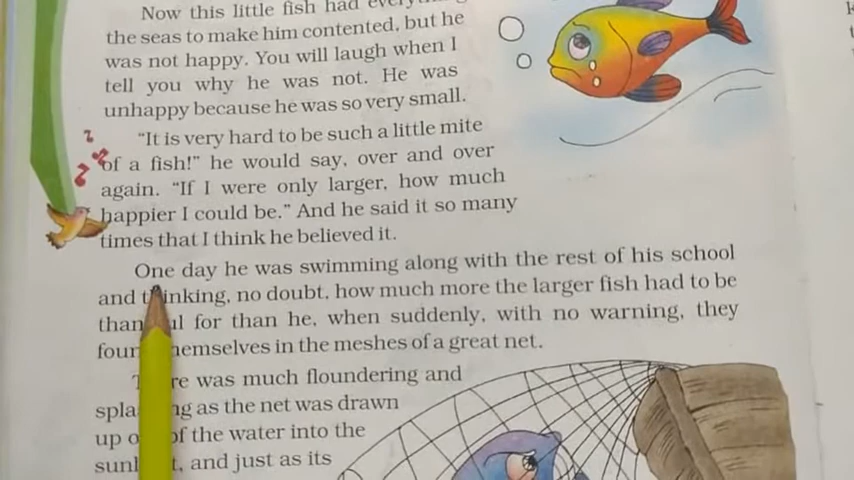 Now this little fish had everything
the seas to make him contented, but he
was not happy. You will laugh when I
tell you why he was not. He was
unhappy because he was so very small.
"It is very hard to be such a little mite
of a fish!" he would say, over and over
again. "If I were only larger, how much
happier I could be." And he said it so many
times that I think he believed it.
One day he was swimming along with the rest of his school
and thinking, no doubt, how much more the larger fish had to be
for than he, when suddenly, with no warning, they
themselves in the meshes of a great net.
was much floundering and
as the net was drawn
up of the water into the
and just as its